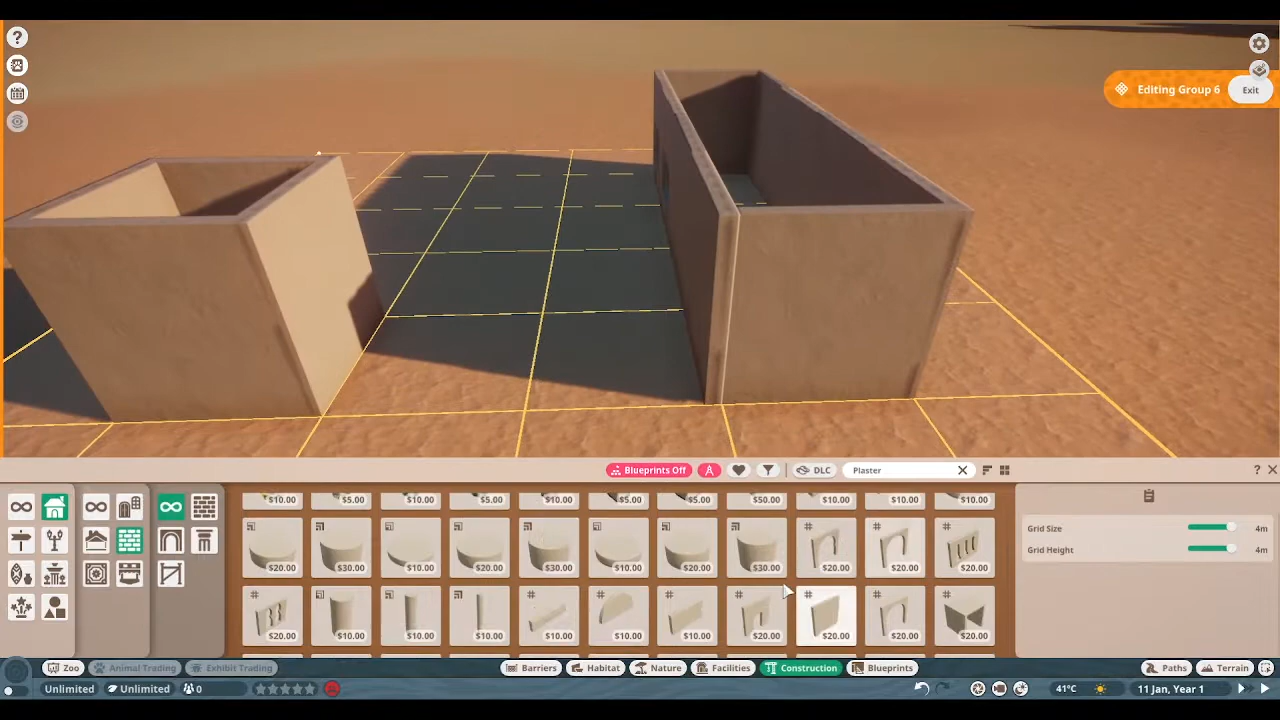 ?
Editing Group 6
Exit
Blueprints Off
DLC
Plaster
?
$10.00 $5.00 $10.00 $5.00 $10.00 $5.00 $5.00 $50.00 $10.00 $10.00 $10.00
$20.00 $30.00 $10.00 $20.00 $30.00 $10.00 $20.00 $30.00 $20.00 $20.00 $20.00
$20.00 $10.00 $10.00 $10.00 $10.00 $10.00 $10.00 $20.00 $20.00 $20.00 $20.00
Grid Size 4m
Grid Height 4m
Zoo Animal Trading Exhibit Trading Barriers Habitat Nature Facilities Construction Blueprints Paths Terrain
Unlimited Unlimited 0 41°C 11 Jan, Year 1